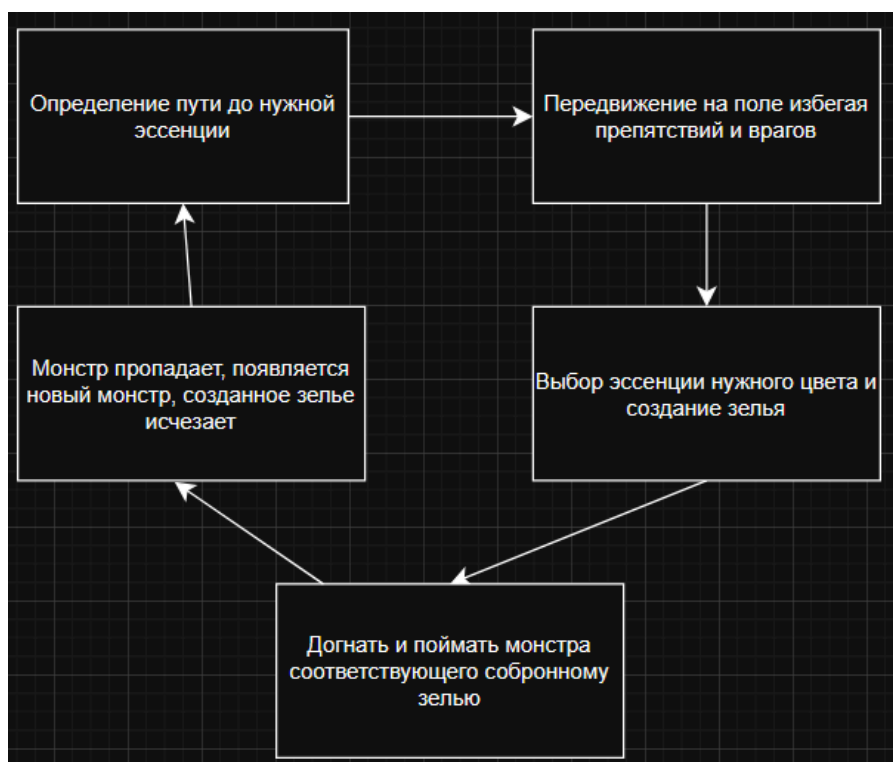 Определение пути до нужной
эссенции
Передвижение на поле избегая
препятствий и врагов
Выбор эссенции нужного цвета и
создание зелья
Догнать и поймать монстра
соответствующего собронному
зелью
Монстр пропадает, появляется
новый монстр, созданное зелье
исчезает